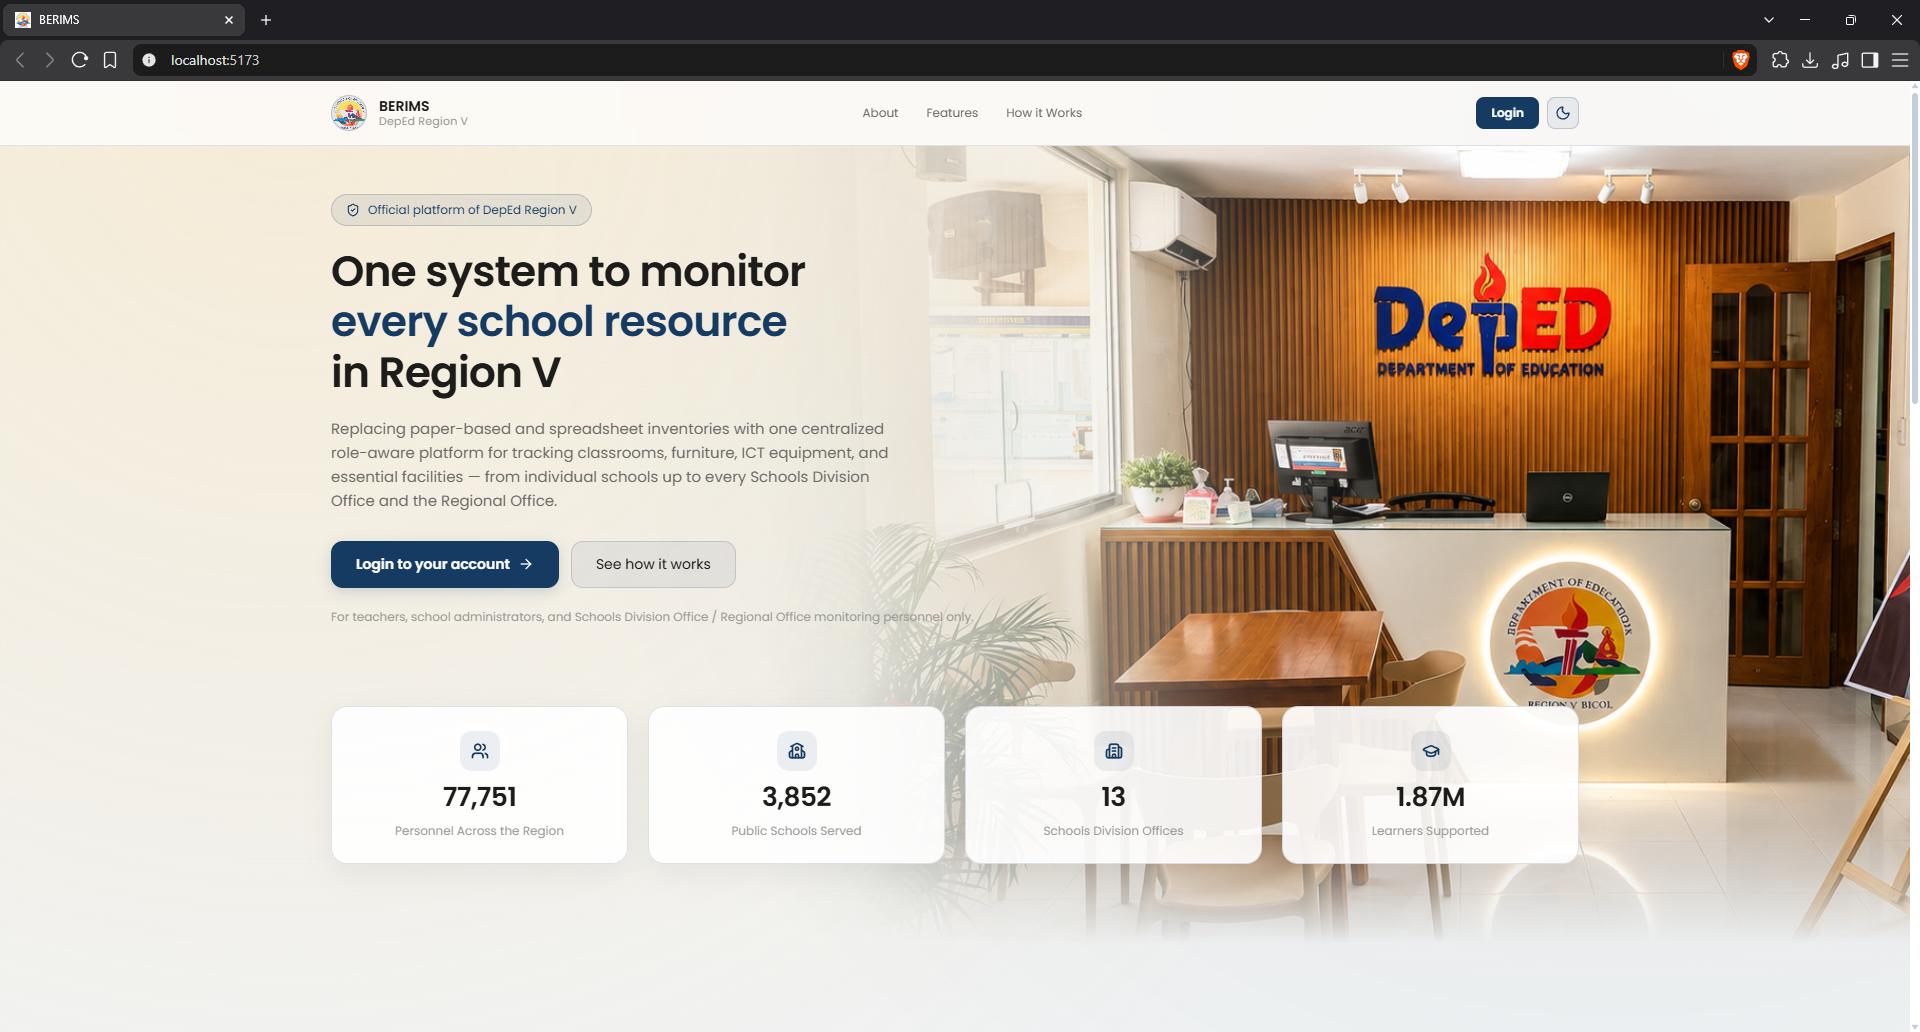 BERIMS
localhost:5173
BERIMS
DepEd Region V
About
Features
How it Works
Login
Official platform of DepEd Region V
One system to monitor
every school resource
in Region V
Replacing paper-based and spreadsheet inventories with one centralized
role-aware platform for tracking classrooms, furniture, ICT equipment, and
essential facilities — from individual schools up to every Schools Division
Office and the Regional Office.
Login to your account
See how it works
For teachers, school administrators, and Schools Division Office / Regional Office monitoring personnel only.
DepED
DEPARTMENT OF EDUCATION
acer
DELL
DEPARTMENT OF EDUCATION
REGION V BICOL
77,751
Personnel Across the Region
3,852
Public Schools Served
13
Schools Division Offices
1.87M
Learners Supported